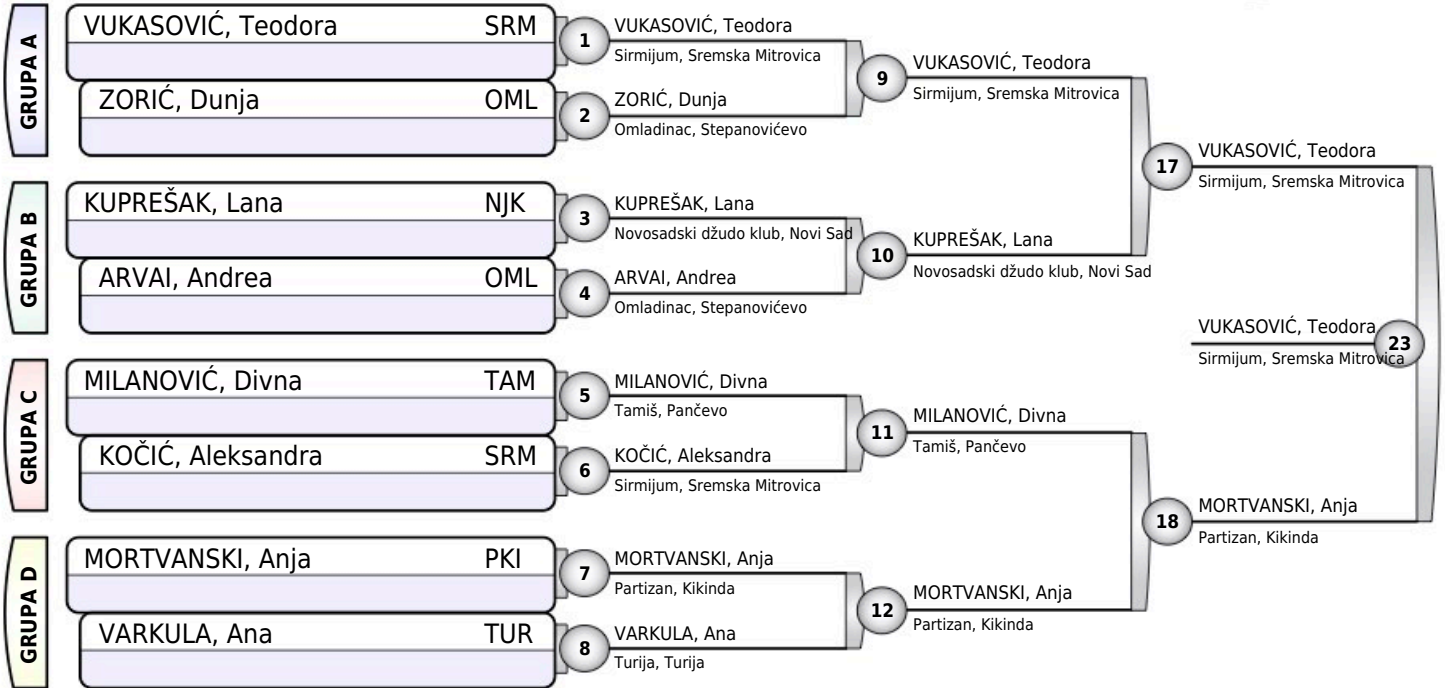 GRUPA A
VUKASOVIĆ, Teodora SRM
ZORIĆ, Dunja OML
GRUPA B
KUPREŠAK, Lana NJK
ARVAI, Andrea OML
GRUPA C
MILANOVIĆ, Divna TAM
KOČIĆ, Aleksandra SRM
GRUPA D
MORTVANSKI, Anja PKI
VARKULA, Ana TUR
1
VUKASOVIĆ, Teodora
Sirmijum, Sremska Mitrovica
2
ZORIĆ, Dunja
Omladinac, Stepanovićevo
3
KUPREŠAK, Lana
Novosadski džudo klub, Novi Sad
4
ARVAI, Andrea
Omladinac, Stepanovićevo
5
MILANOVIĆ, Divna
Tamiš, Pančevo
6
KOČIĆ, Aleksandra
Sirmijum, Sremska Mitrovica
7
MORTVANSKI, Anja
Partizan, Kikinda
8
VARKULA, Ana
Turija, Turija
9
VUKASOVIĆ, Teodora
Sirmijum, Sremska Mitrovica
10
KUPREŠAK, Lana
Novosadski džudo klub, Novi Sad
11
MILANOVIĆ, Divna
Tamiš, Pančevo
12
MORTVANSKI, Anja
Partizan, Kikinda
17
VUKASOVIĆ, Teodora
Sirmijum, Sremska Mitrovica
18
MORTVANSKI, Anja
Partizan, Kikinda
23
VUKASOVIĆ, Teodora
Sirmijum, Sremska Mitrovica